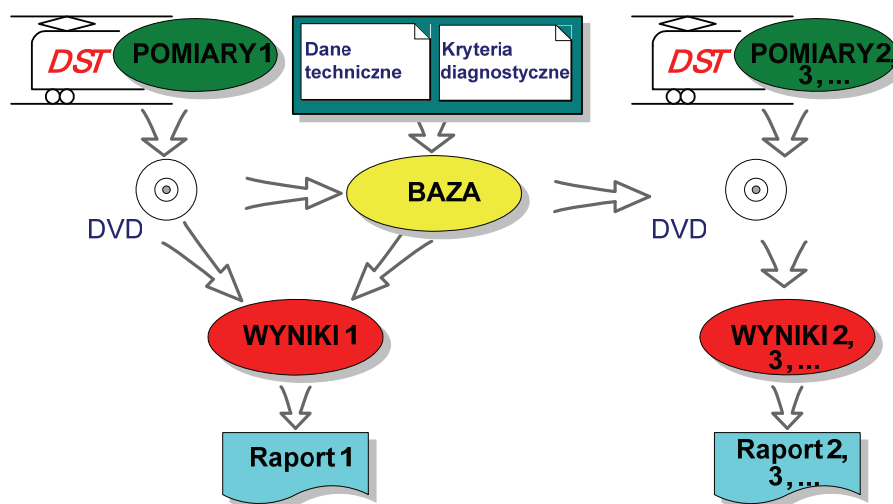 DST
POMIARY 1
Dane
techniczne
Kryteria
diagnostyczne
DST
POMIARY 2,
3, ...
DVD
BAZA
DVD
WYNIKI 1
WYNIKI 2,
3, ...
Raport 1
Raport 2,
3, ...